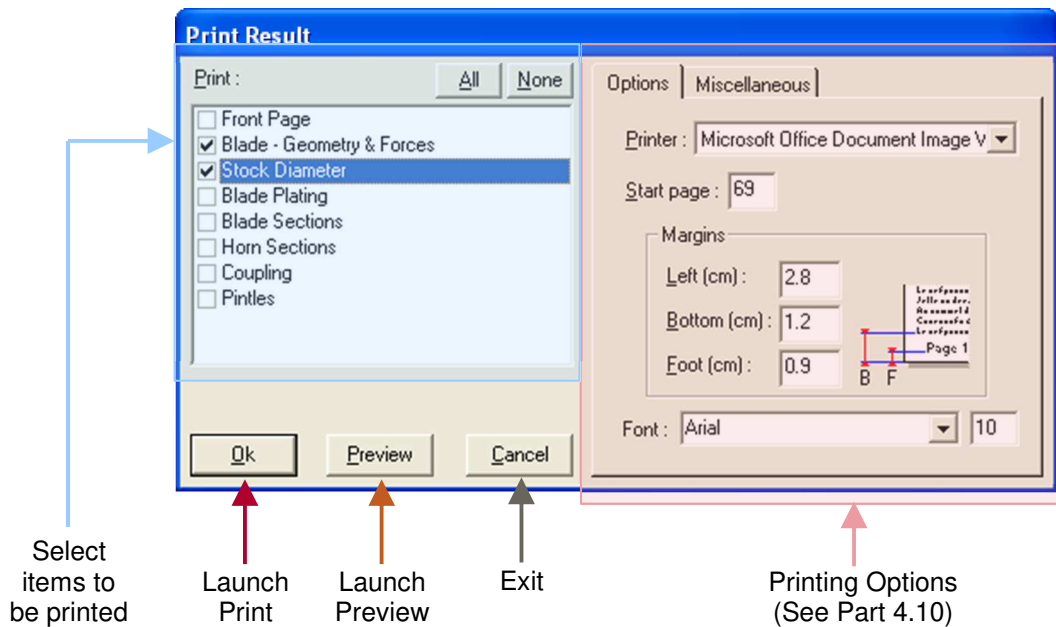 Print Result
Print :
All
None
Front Page
Blade - Geometry & Forces
Stock Diameter
Blade Plating
Blade Sections
Horn Sections
Coupling
Pintles
Ok
Preview
Cancel
Options
Miscellaneous
Printer : Microsoft Office Document Image V
Start page : 69
Margins
Left (cm) : 2.8
Bottom (cm) : 1.2
Foot (cm) : 0.9
Page 1
B F
Font : Arial 10
Select
items to
be printed
Launch
Print
Launch
Preview
Exit
Printing Options
(See Part 4.10)